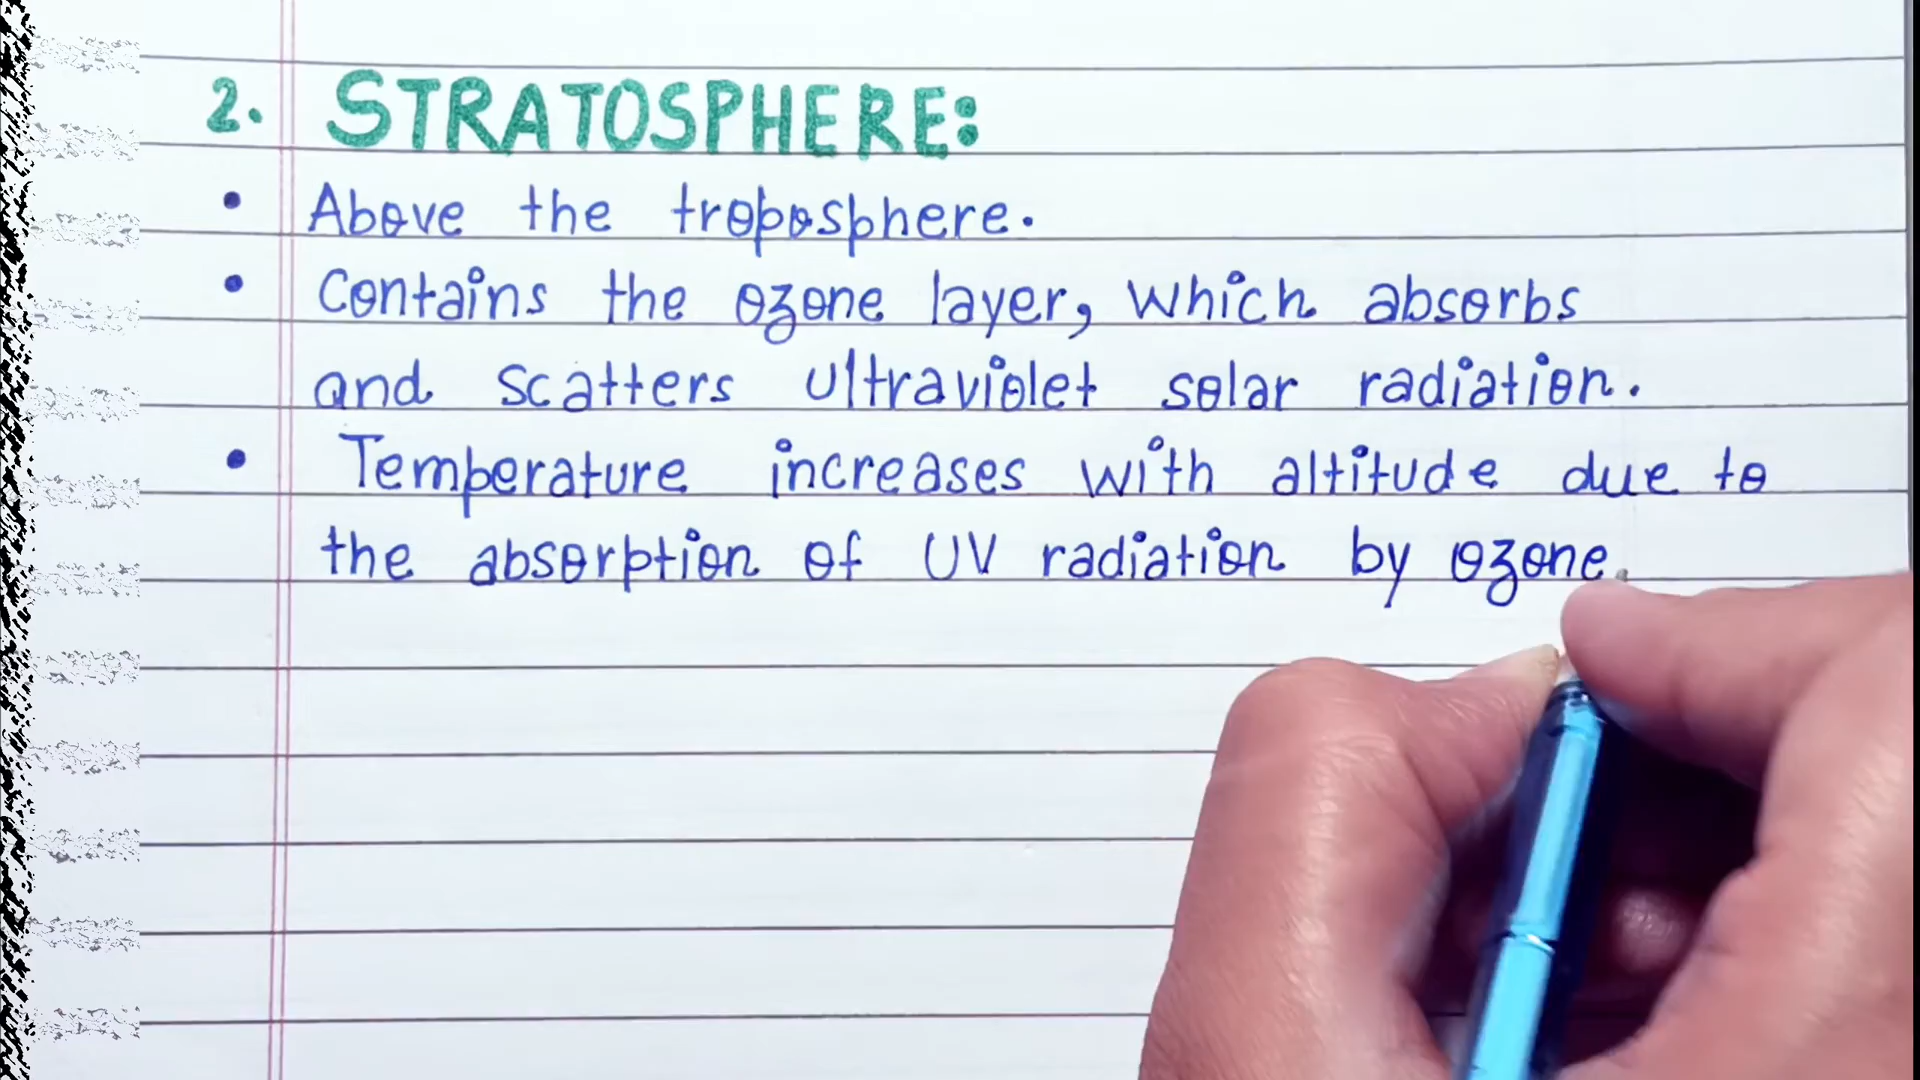 2. STRATOSPHERE:
• Above the troposphere.
• Contains the ozone layer, which absorbs
and scatters ultraviolet solar radiation.
• Temperature increases with altitude due to
the absorption of UV radiation by ozone.